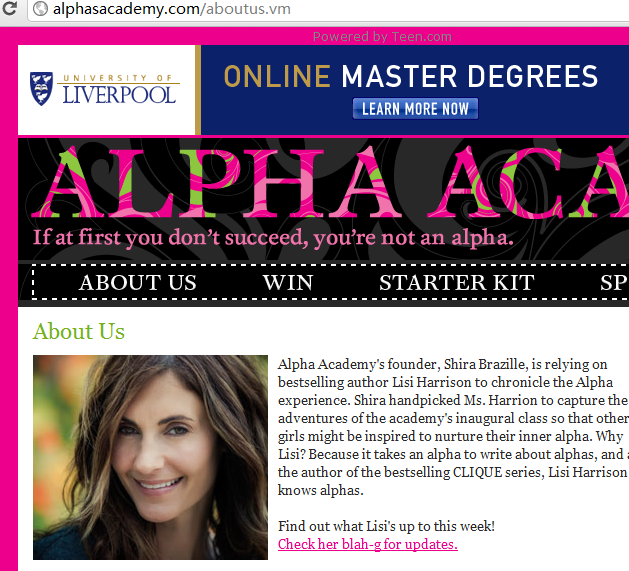 alphasacademy.com/aboutus.vm
Powered by Teen.com
UNIVERSITY OF
LIVERPOOL
ONLINE MASTER DEGREES
LEARN MORE NOW
ALPHA ACA
If at first you don't succeed, you're not an alpha.
ABOUT US WIN STARTER KIT SP
About Us
Alpha Academy's founder, Shira Brazille, is relying on
bestselling author Lisi Harrison to chronicle the Alpha
experience. Shira handpicked Ms. Harrion to capture the
adventures of the academy's inaugural class so that other
girls might be inspired to nurture their inner alpha. Why
Lisi? Because it takes an alpha to write about alphas, and a
the author of the bestselling CLIQUE series, Lisi Harrison
knows alphas.
Find out what Lisi's up to this week!
Check her blah-g for updates.